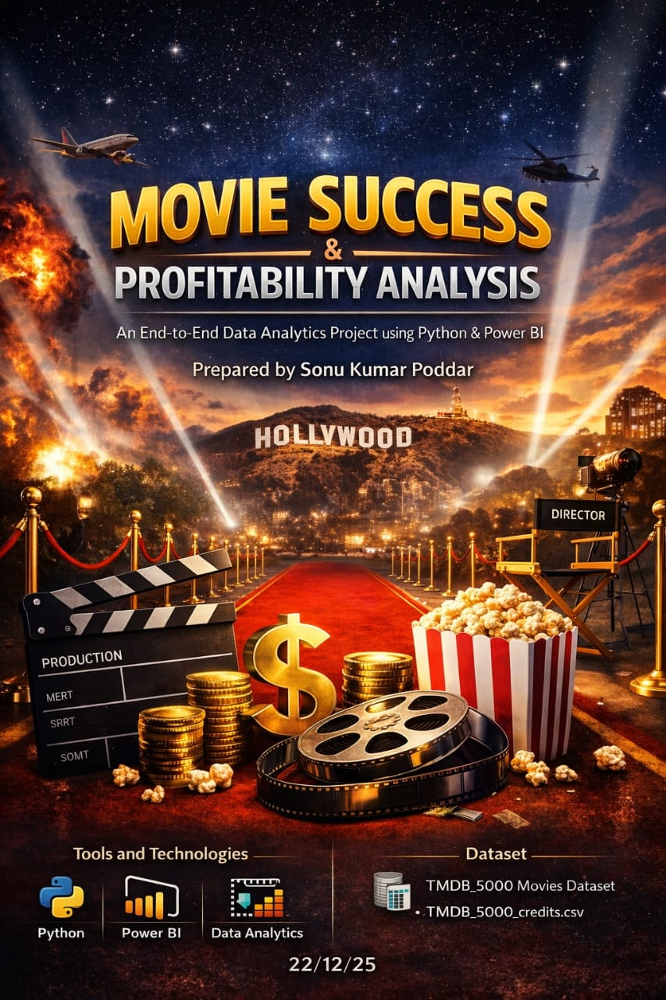 MOVIE SUCCESS
&
PROFITABILITY ANALYSIS
An End-to-End Data Analytics Project using Python & Power BI
Prepared by Sonu Kumar Poddar
HOLLYWOOD
DIRECTOR
PRODUCTION
MERT
SRRT
SOMT
Tools and Technologies
Python
Power BI
Data Analytics
Dataset
TMDB_5000 Movies Dataset
• TMDB_5000_credits.csv
22/12/25